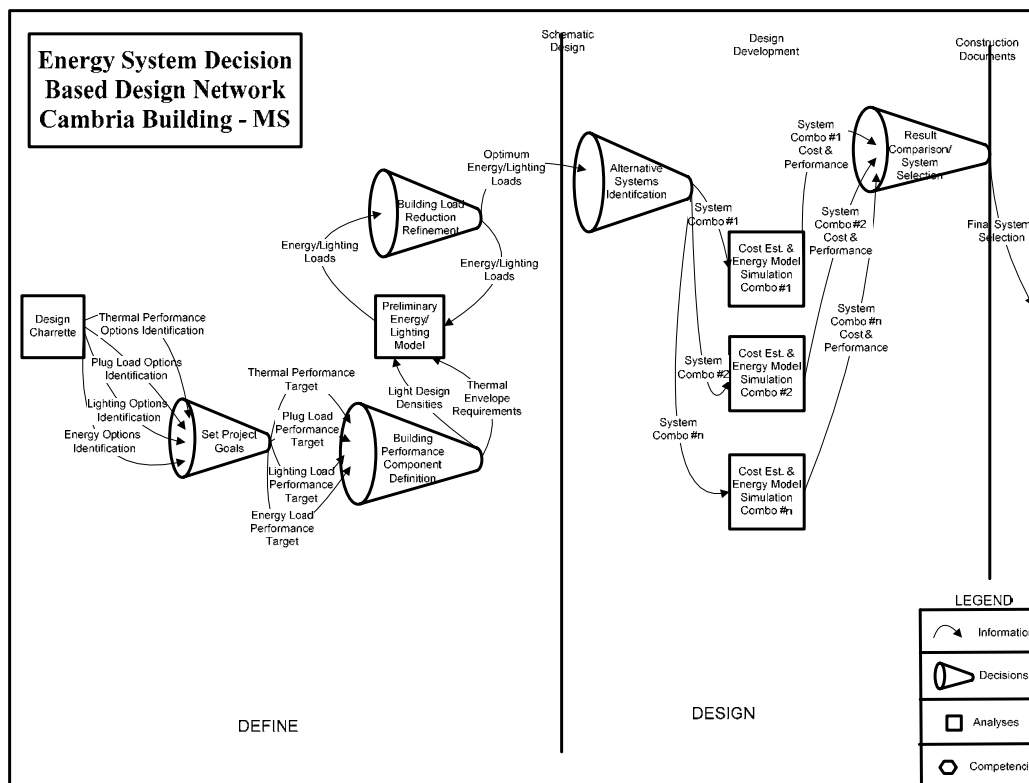 Energy System Decision
Based Design Network
Cambria Building - MS
Schematic
Design
Design
Development
Construction
Documents
Design
Charrette
Thermal Performance
Options Identification
Plug Load Options
Identification
Lighting Options
Identification
Energy Options
Identification
Set Project
Goals
Thermal Performance
Target
Plug Load
Performance
Target
Lighting Load
Performance
Target
Energy Load
Performance
Target
Building
Performance
Component
Definition
Light Design
Densities
Thermal
Envelope
Requirements
Preliminary
Energy/
Lighting
Model
Energy/Lighting
Loads
Building Load
Reduction
Refinement
Energy/Lighting
Loads
Optimum
Energy/Lighting
Loads
Alternative
Systems
Identifcation
System
Combo #1
System
Combo #2
System
Combo #n
Cost Est. &
Energy Model
Simulation
Combo #1
Cost Est. &
Energy Model
Simulation
Combo #2
Cost Est. &
Energy Model
Simulation
Combo #n
System
Combo #1
Cost &
Performance
System
Combo #2
Cost &
Performance
System
Combo #n
Cost &
Performance
Result
Comparison/
System
Selection
Final System
Selection
DEFINE
DESIGN
LEGEND
Information
Decisions
Analyses
Competenci